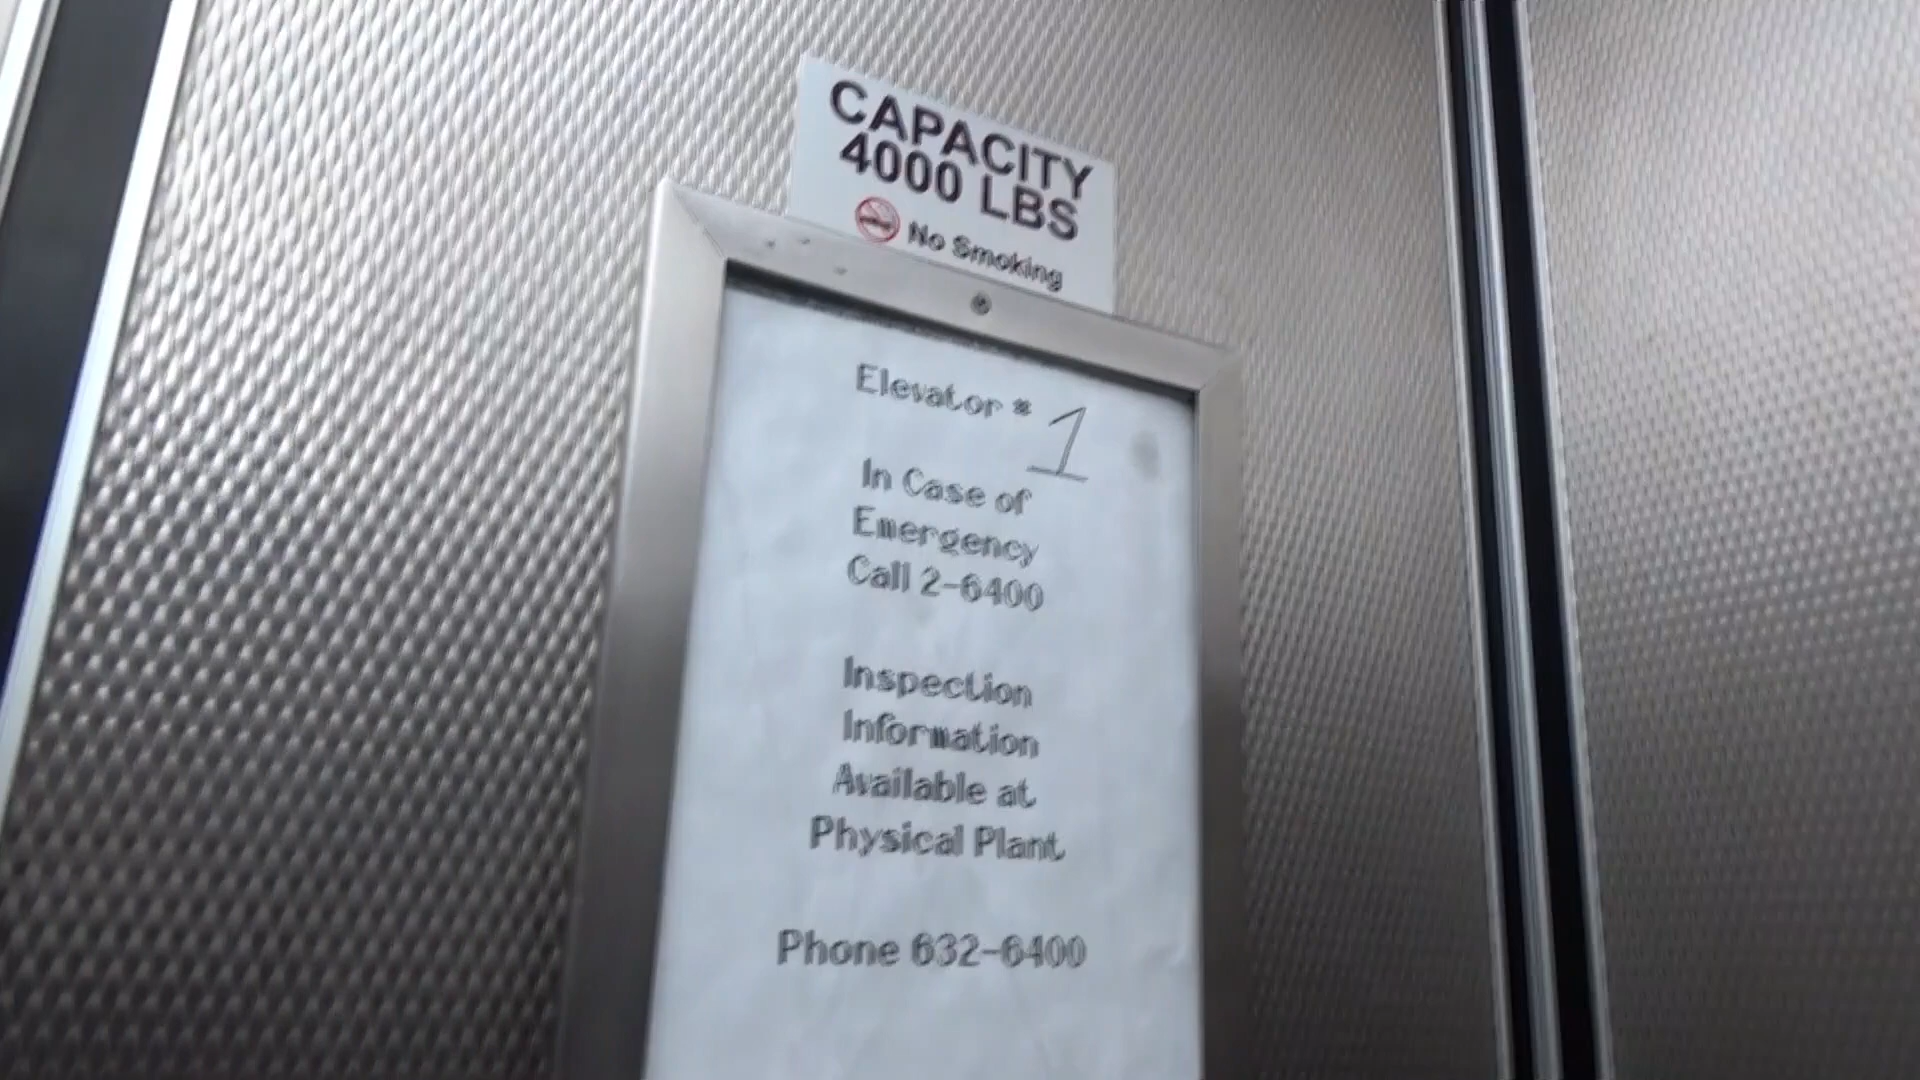 CAPACITY
4000 LBS
No Smoking
Elevator # 1
In Case of
Emergency
Call 2-6400
Inspection
Information
Available at
Physical Plant
Phone 632-6400